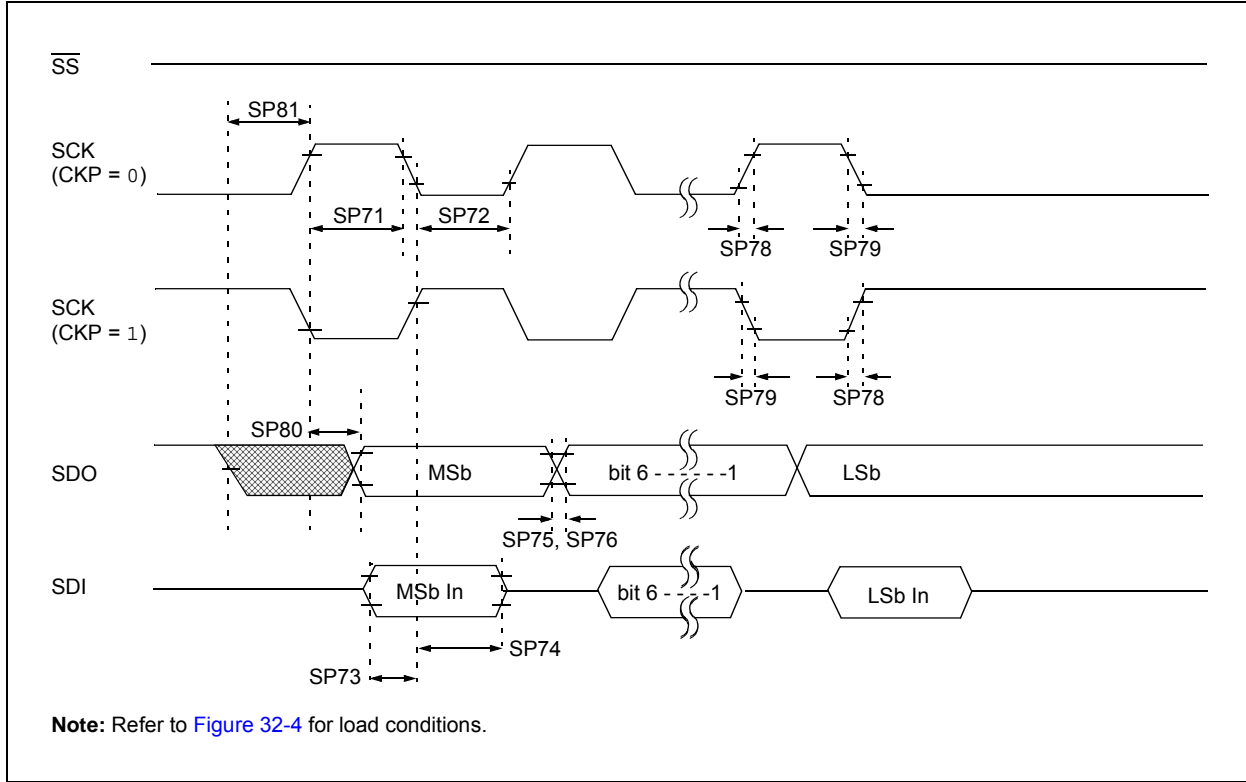 SS
SP81
SCK
(CKP = 0)
SP71
SP72
SP78
SP79
SCK
(CKP = 1)
SP79
SP78
SP80
SDO
MSb
bit 6 - - - - - -1
LSb
SP75, SP76
SDI
MSb In
bit 6 - - - -1
LSb In
SP74
SP73
Note: Refer to Figure 32-4 for load conditions.